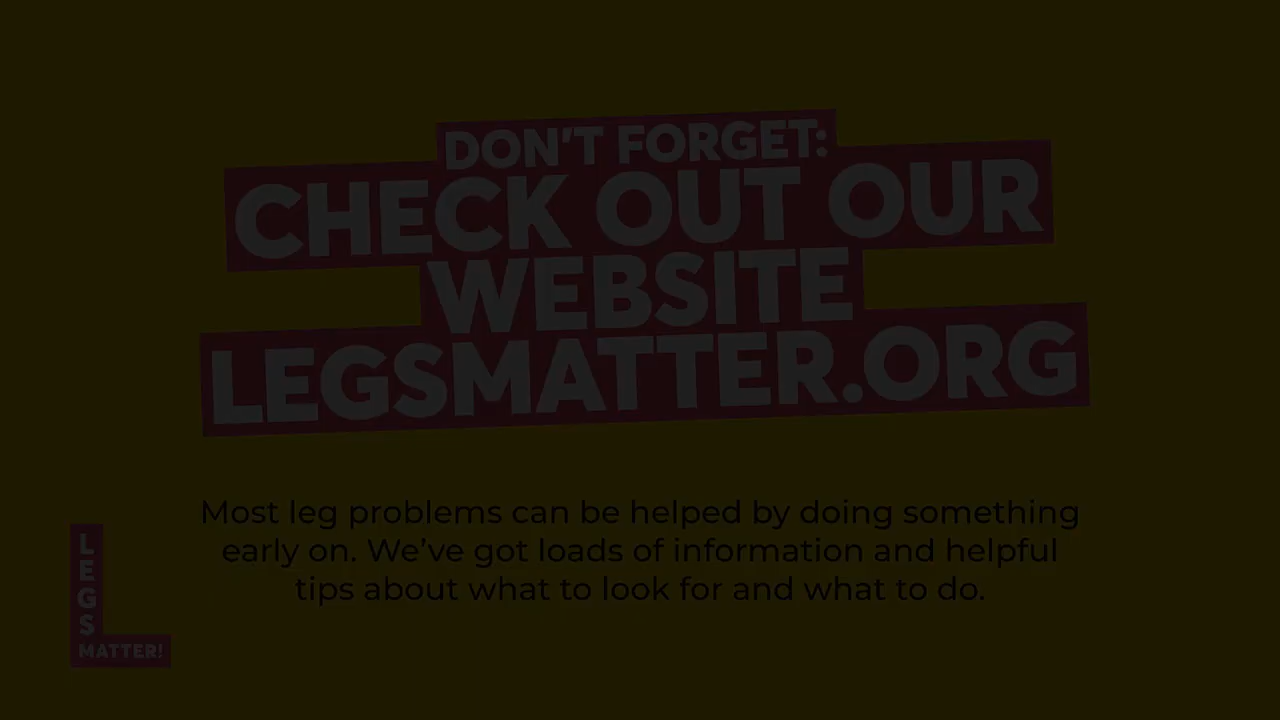 DON'T FORGET:
CHECK OUT OUR
WEBSITE
LEGSMATTER.ORG
Most leg problems can be helped by doing something
early on. We’ve got loads of information and helpful
tips about what to look for and what to do.
LEGS
MATTER!